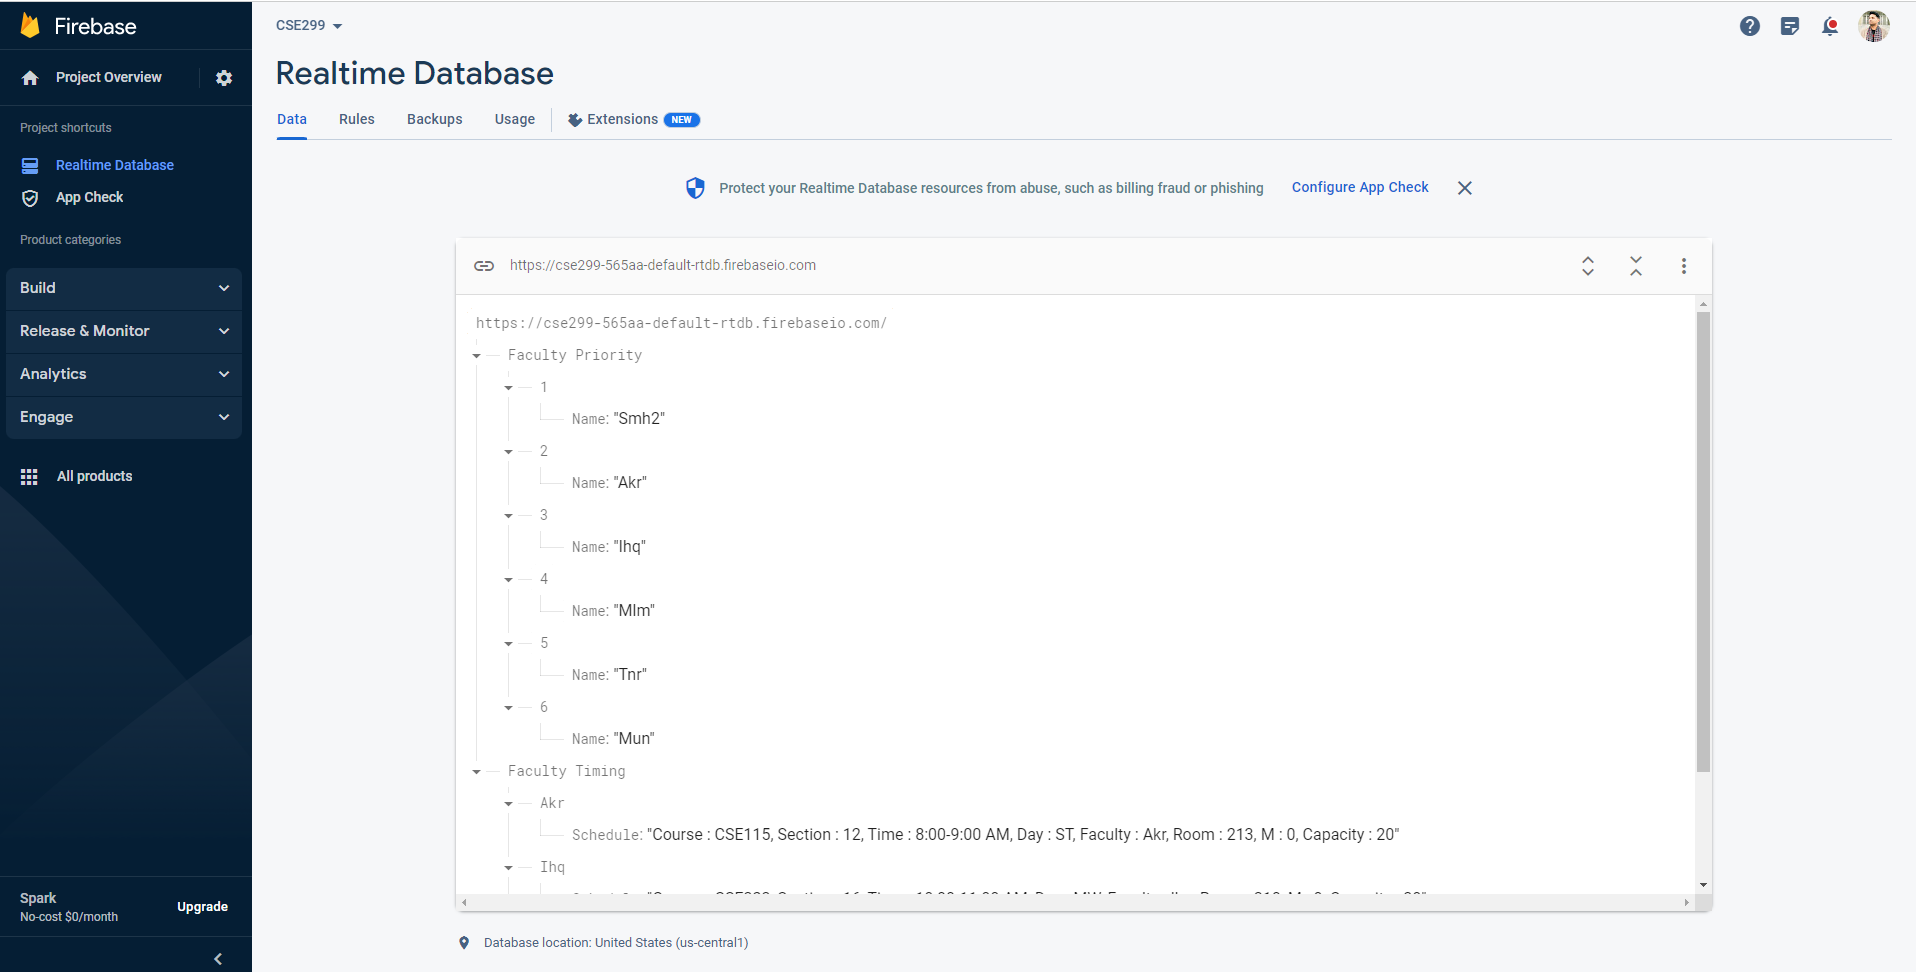 Firebase
CSE299
Project Overview
Realtime Database
Data Rules Backups Usage Extensions NEW
Project shortcuts
Realtime Database
App Check
Product categories
Build
Release & Monitor
Analytics
Engage
All products
Spark
No-cost $0/month
Upgrade
Protect your Realtime Database resources from abuse, such as billing fraud or phishing Configure App Check
https://cse299-565aa-default-rtdb.firebaseio.com
https://cse299-565aa-default-rtdb.firebaseio.com/
Faculty Priority
1
Name: "Smh2"
2
Name: "Akr"
3
Name: "Ihq"
4
Name: "Mlm"
5
Name: "Tnr"
6
Name: "Mun"
Faculty Timing
Akr
Schedule: "Course : CSE115, Section : 12, Time : 8:00-9:00 AM, Day : ST, Faculty : Akr, Room : 213, M : 0, Capacity : 20"
Ihq
Database location: United States (us-central1)